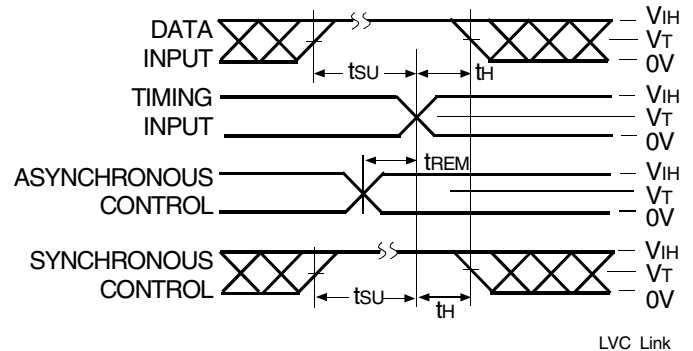 DATA
INPUT
tSU
tH
VIH
VT
0V
TIMING
INPUT
VIH
VT
0V
tREM
ASYNCHRONOUS
CONTROL
VIH
VT
0V
SYNCHRONOUS
CONTROL
tSU
tH
VIH
VT
0V
LVC Link